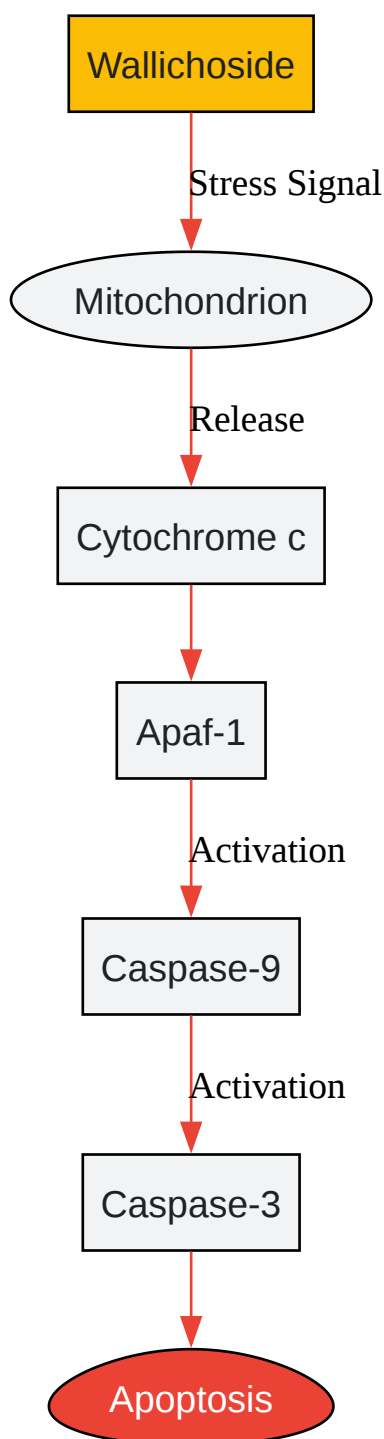 Wallichoside
Stress Signal
Mitochondrion
Release
Cytochrome c
Apaf-1
Activation
Caspase-9
Activation
Caspase-3
Apoptosis